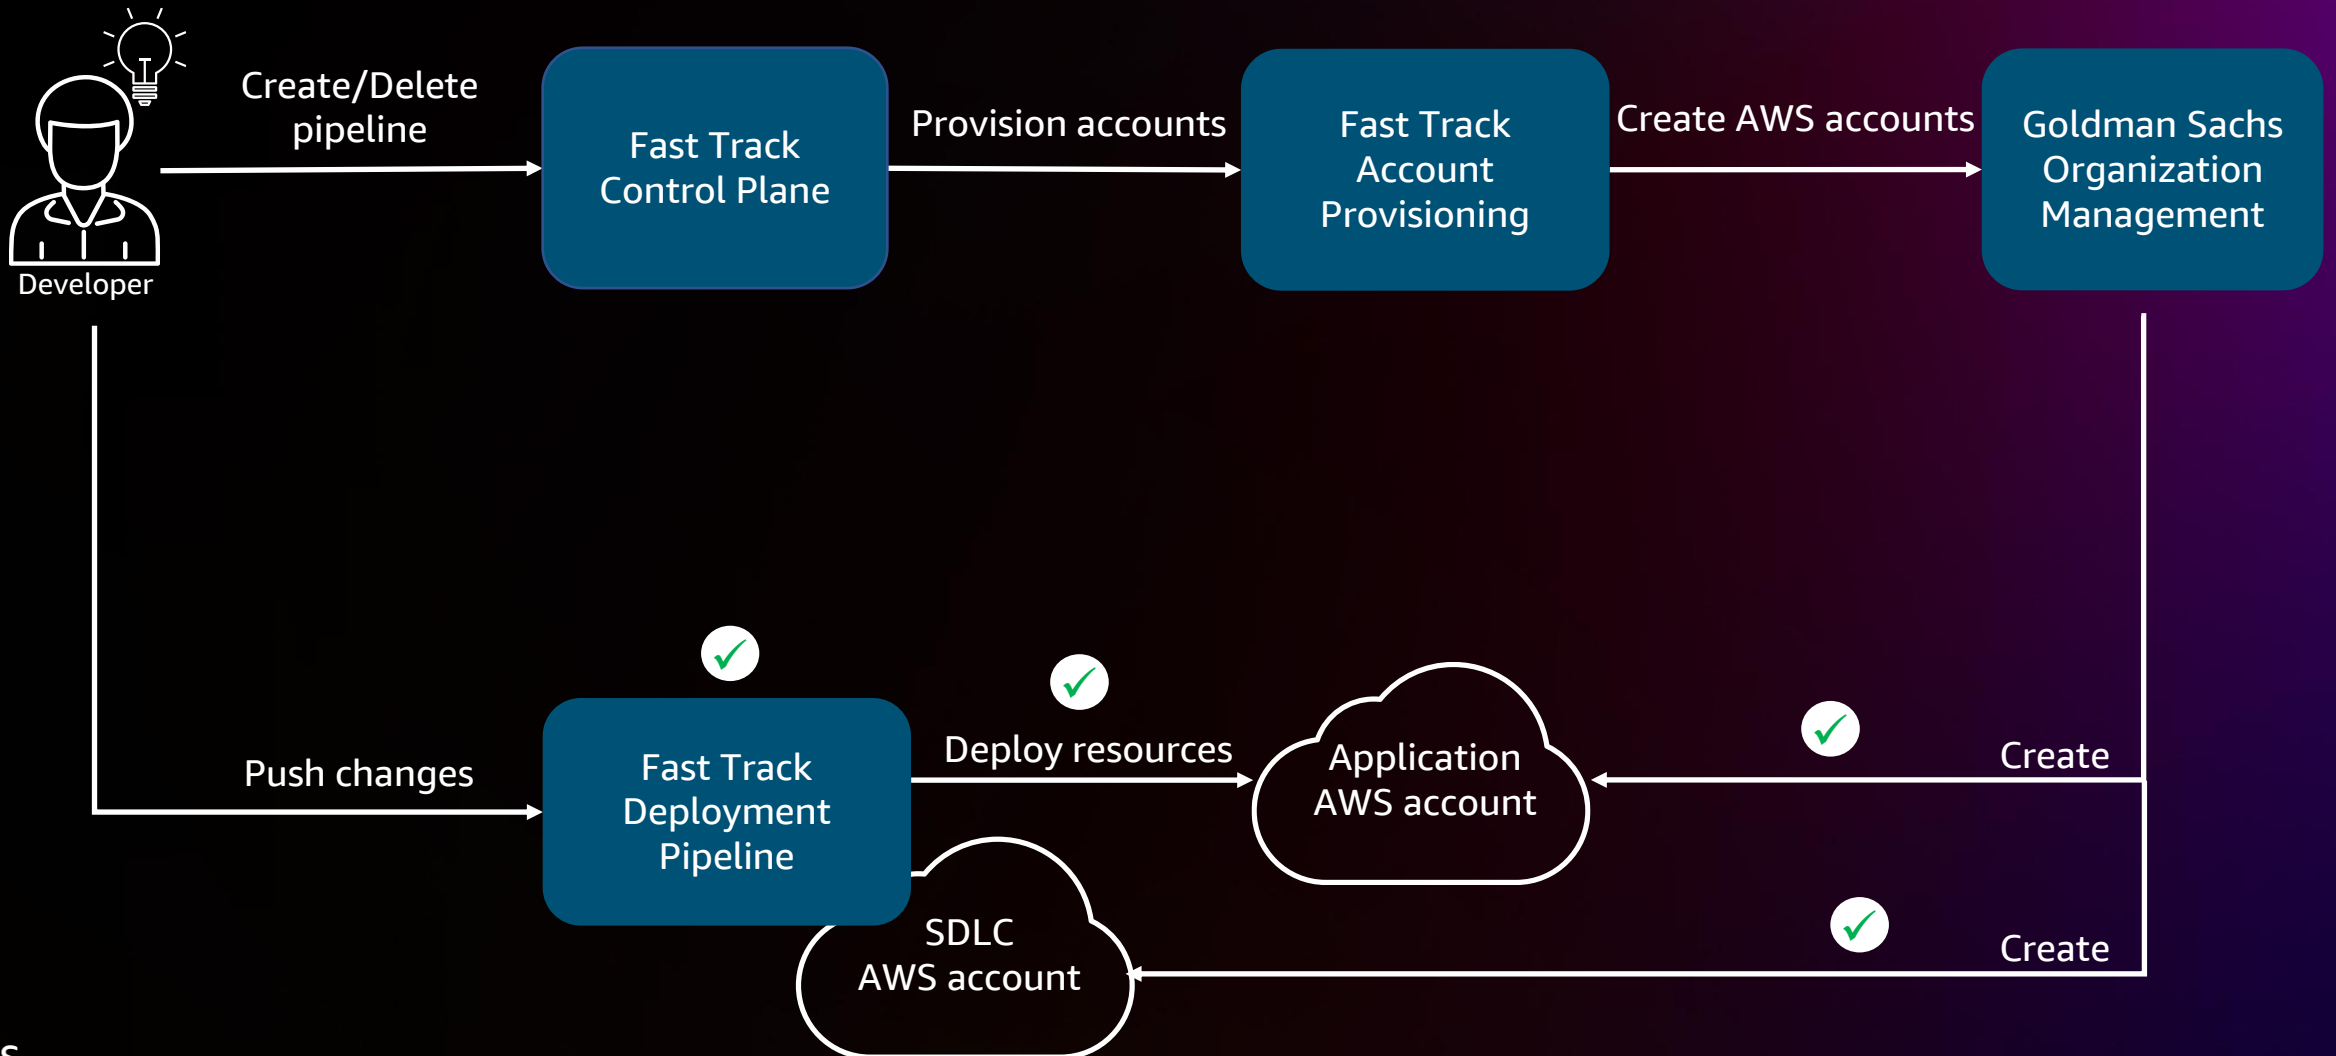 Create/Delete
pipeline
Developer
Fast Track
Control Plane
Provision accounts
Fast Track
Account
Provisioning
Create AWS accounts
Goldman Sachs
Organization
Management
Push changes
Fast Track
Deployment
Pipeline
Deploy resources
Application
AWS account
Create
SDLC
AWS account
Create